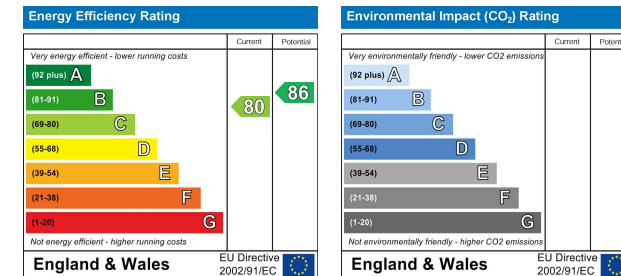 Energy Efficiency Rating
Current Potential
Very energy efficient - lower running costs
(92 plus) A
(81-91) B
(69-80) C
(55-68) D
(39-54) E
(21-38) F
(1-20) G
80
86
Not energy efficient - higher running costs
England & Wales
EU Directive
2002/91/EC
Environmental Impact (CO2) Rating
Current Potent
Very environmentally friendly - lower CO2 emissions
(92 plus) A
(81-91) B
(69-80) C
(55-68) D
(39-54) E
(21-38) F
(1-20) G
Not environmentally friendly - higher CO2 emissions
England & Wales
EU Directive
2002/91/EC